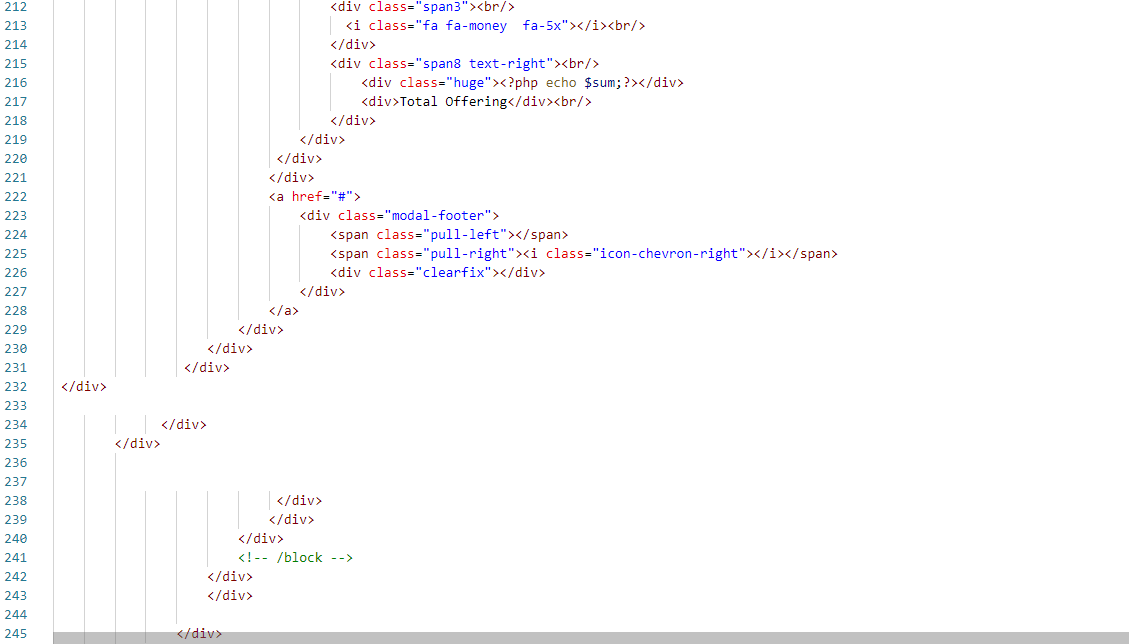 212 <div class="span3"><br/>
213 <i class="fa fa-money  fa-5x"></i><br/>
214 </div>
215 <div class="span8 text-right"><br/>
216 <div class="huge"><?php echo $sum;?></div>
217 <div>Total Offering</div><br/>
218 </div>
219 </div>
220 </div>
221 </div>
222 <a href="#">
223 <div class="modal-footer">
224 <span class="pull-left"></span>
225 <span class="pull-right"><i class="icon-chevron-right"></i></span>
226 <div class="clearfix"></div>
227 </div>
228 </a>
229 </div>
230 </div>
231 </div>
232 </div>
233
234 </div>
235 </div>
236
237
238 </div>
239 </div>
240 </div>
241 <!-- /block -->
242 </div>
243 </div>
244
245 </div>